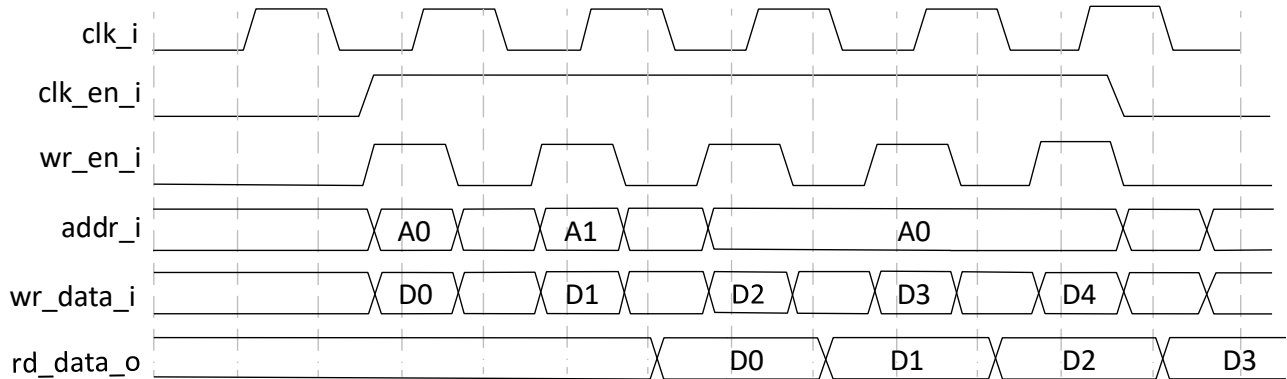 clk_i
clk_en_i
wr_en_i
addr_i A0 A1 A0
wr_data_i D0 D1 D2 D3 D4
rd_data_o D0 D1 D2 D3